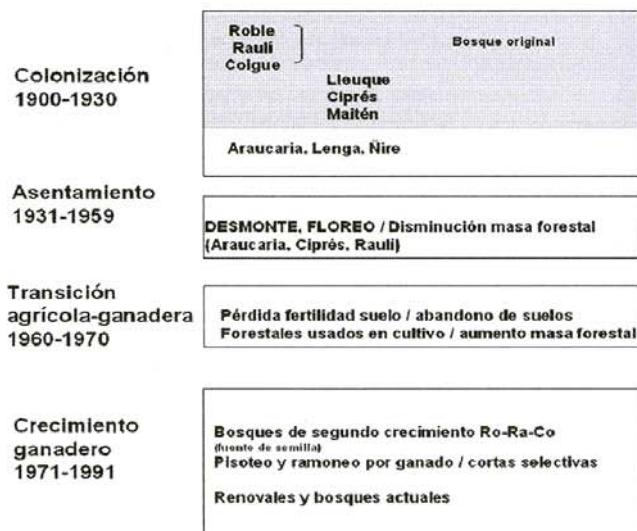 Colonización
1900-1930
Roble
Raulí
Coigue
Bosque original
Lleuque
Ciprés
Maitén
Araucaria, Lenga, Ñire
Asentamiento
1931-1959
DESMONTE, FLOREO / Disminución masa forestal
(Araucaria, Ciprés, Raulí)
Transición
agrícola-ganadera
1960-1970
Pérdida fertilidad suelo / abandono de suelos
Forestales usados en cultivo / aumento masa forestal
Crecimiento
ganadero
1971-1991
Bosques de segundo crecimiento Ro-Ra-Co
(fuente de semilla)
Pisoteo y ramoneo por ganado / cortas selectivas
Renovales y bosques actuales